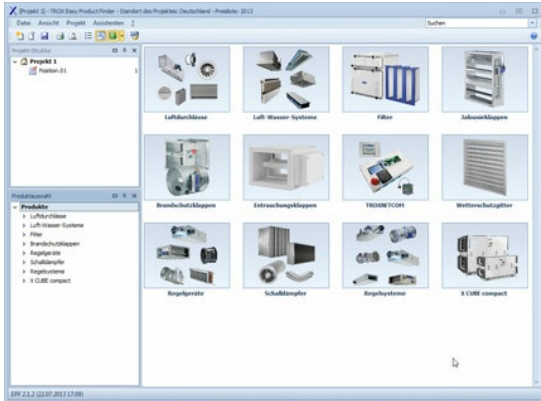 [Projekt 1] - TROX Easy Product Finder - Standort des Projektes: Deutschland - Preisliste: 2013
Datei Ansicht Projekt Assistenten ?
Suchen
Projekt Struktur
Projekt 1
Position.01 1
Produktauswahl
Produkte
Luftdurchlässe
Luft-Wasser-Systeme
Filter
Brandschutzklappen
Regelgeräte
Schalldämpfer
Regelsysteme
X CUBE compact
Luftdurchlässe Luft-Wasser-Systeme Filter Jalousieklappen
Brandschutzklappen Entrauchungsklappen TROXNETCOM Wetterschutzgitter
Regelgeräte Schalldämpfer Regelsysteme X CUBE compact
EPF 2.1.2 (22.07.2013 17:09)